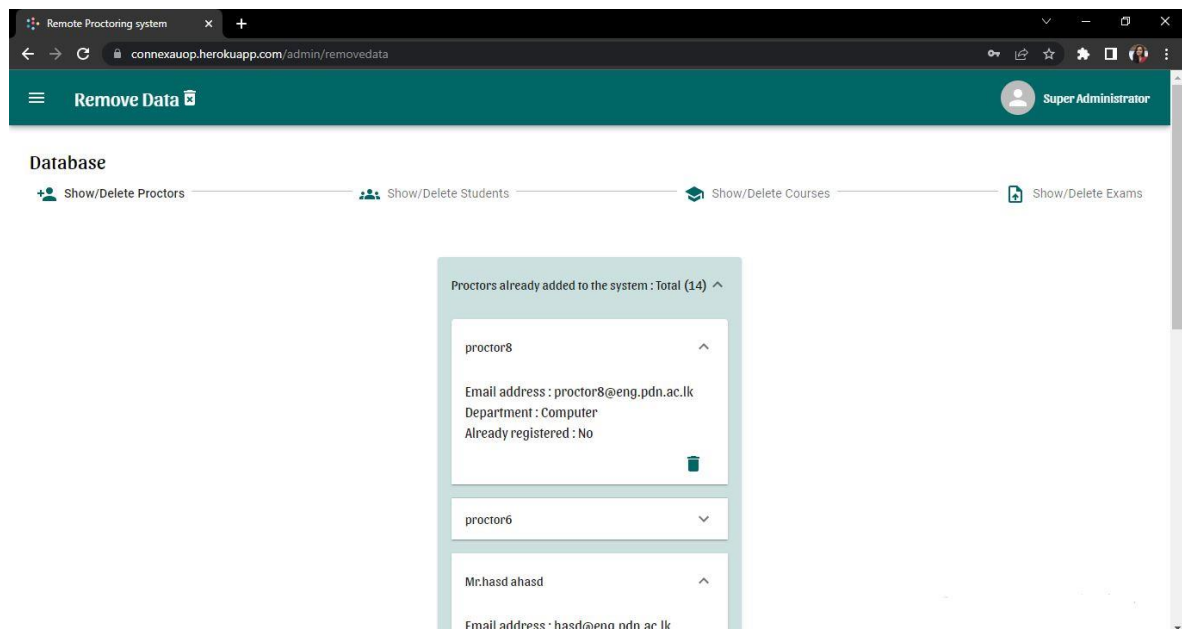 Remote Proctoring system
connexauop.herokuapp.com/admin/removedata
Remove Data
Super Administrator
Database
Show/Delete Proctors
Show/Delete Students
Show/Delete Courses
Show/Delete Exams
Proctors already added to the system : Total (14)
proctor8
Email address : proctor8@eng.pdn.ac.lk
Department : Computer
Already registered : No
proctor6
Mr.hasd ahasd
Email address : hasd@eng.pdn.ac.lk